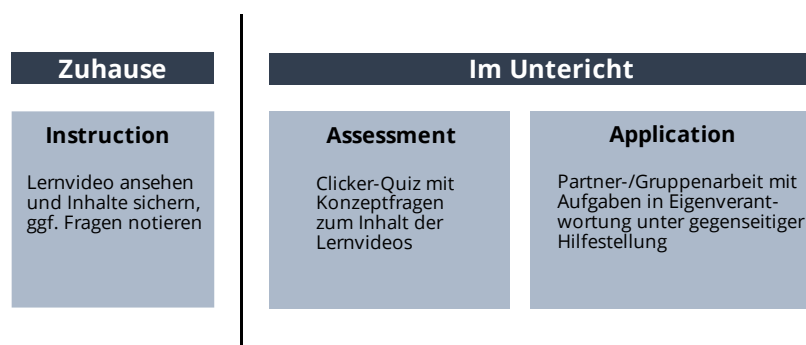 Zuhause
Im Untericht
Instruction
Lernvideo ansehen
und Inhalte sichern,
ggf. Fragen notieren
Assessment
Clicker-Quiz mit
Konzeptfragen
zum Inhalt der
Lernvideos
Application
Partner-/Gruppenarbeit mit
Aufgaben in Eigenverant-
wortung unter gegenseitiger
Hilfestellung